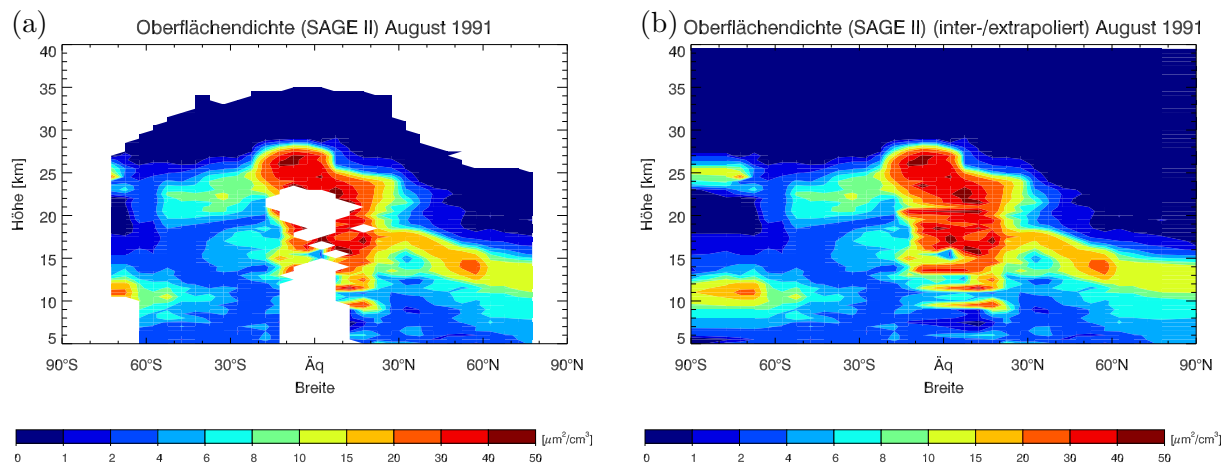 (a)
Oberflächendichte (SAGE II) August 1991
40
35
30
25
20
15
10
5
Höhe [km]
90°S 60°S 30°S Äq 30°N 60°N 90°N
Breite
0 1 2 4 6 8 10 15 20 30 40 50 [μm²/cm³]
(b)
Oberflächendichte (SAGE II) (inter-/extrapoliert) August 1991
40
35
30
25
20
15
10
5
Höhe [km]
90°S 60°S 30°S Äq 30°N 60°N 90°N
Breite
0 1 2 4 6 8 10 15 20 30 40 50 [μm²/cm³]